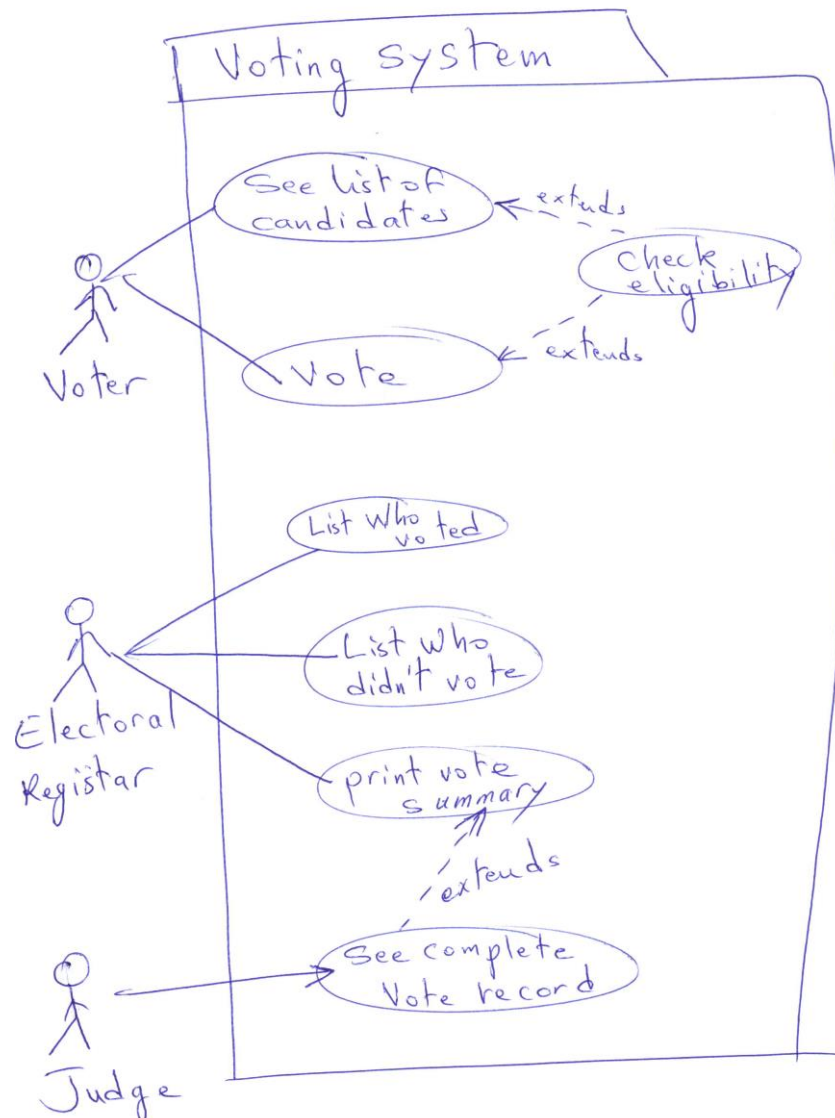 Voting system
See list of
candidates
extends
check
eligibility
Voter
Vote
extends
List Who
voted
List Who
didn't vote
Electoral
Registar
print vote
summary
extends
See complete
Vote record
Judge